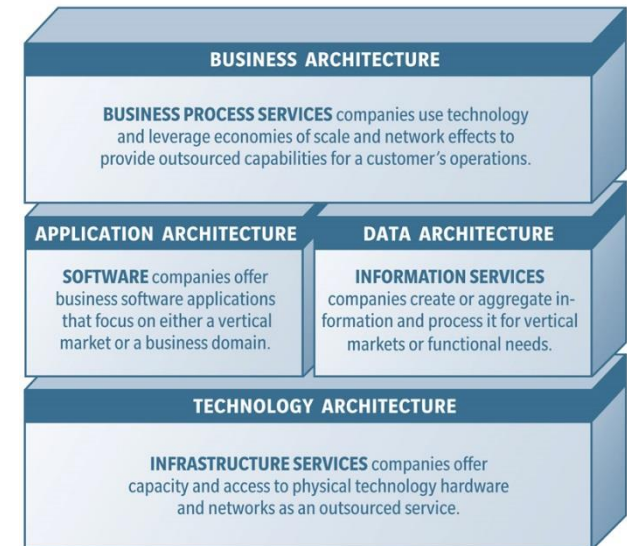 BUSINESS ARCHITECTURE
BUSINESS PROCESS SERVICES companies use technology
and leverage economies of scale and network effects to
provide outsourced capabilities for a customer’s operations.
APPLICATION ARCHITECTURE
SOFTWARE companies offer
business software applications
that focus on either a vertical
market or a business domain.
DATA ARCHITECTURE
INFORMATION SERVICES
companies create or aggregate in-
formation and process it for vertical
markets or functional needs.
TECHNOLOGY ARCHITECTURE
INFRASTRUCTURE SERVICES companies offer
capacity and access to physical technology hardware
and networks as an outsourced service.